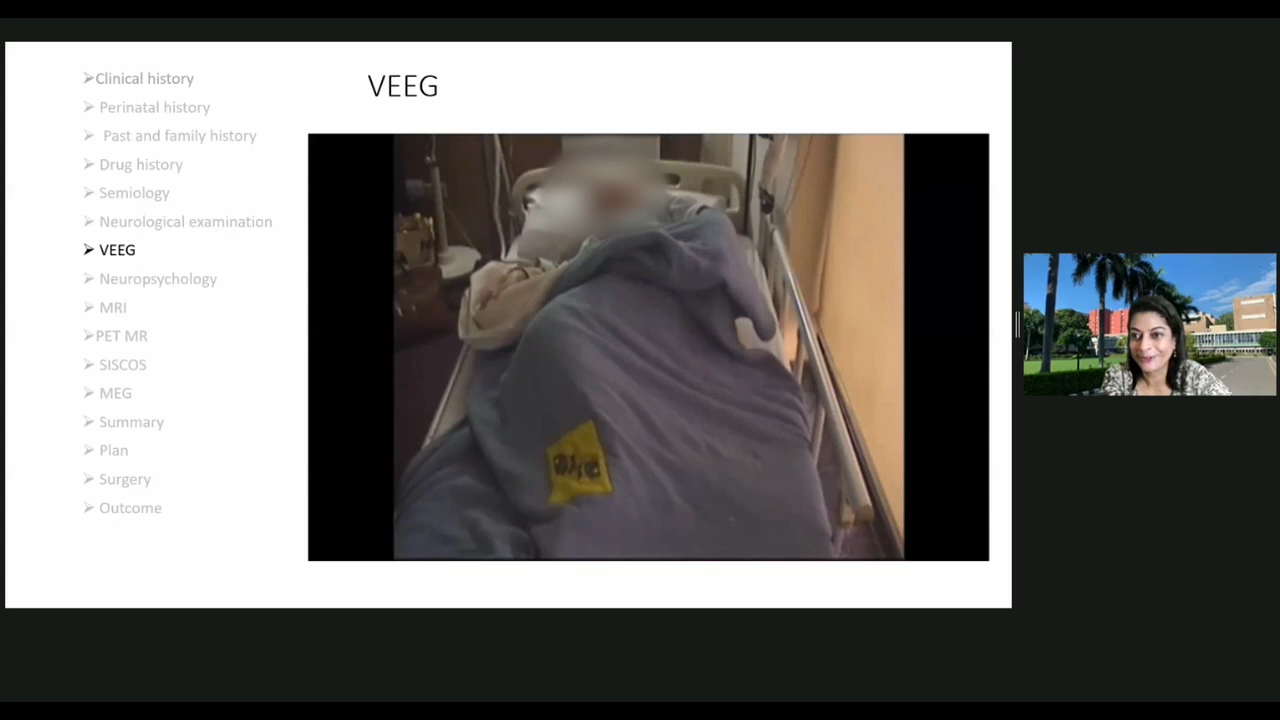 ➢Clinical history
➢ Perinatal history
➢ Past and family history
➢ Drug history
➢ Semiology
➢ Neurological examination
➢ VEEG
➢ Neuropsychology
➢ MRI
➢PET MR
➢ SISCOS
➢ MEG
➢ Summary
➢ Plan
➢ Surgery
➢ Outcome
VEEG